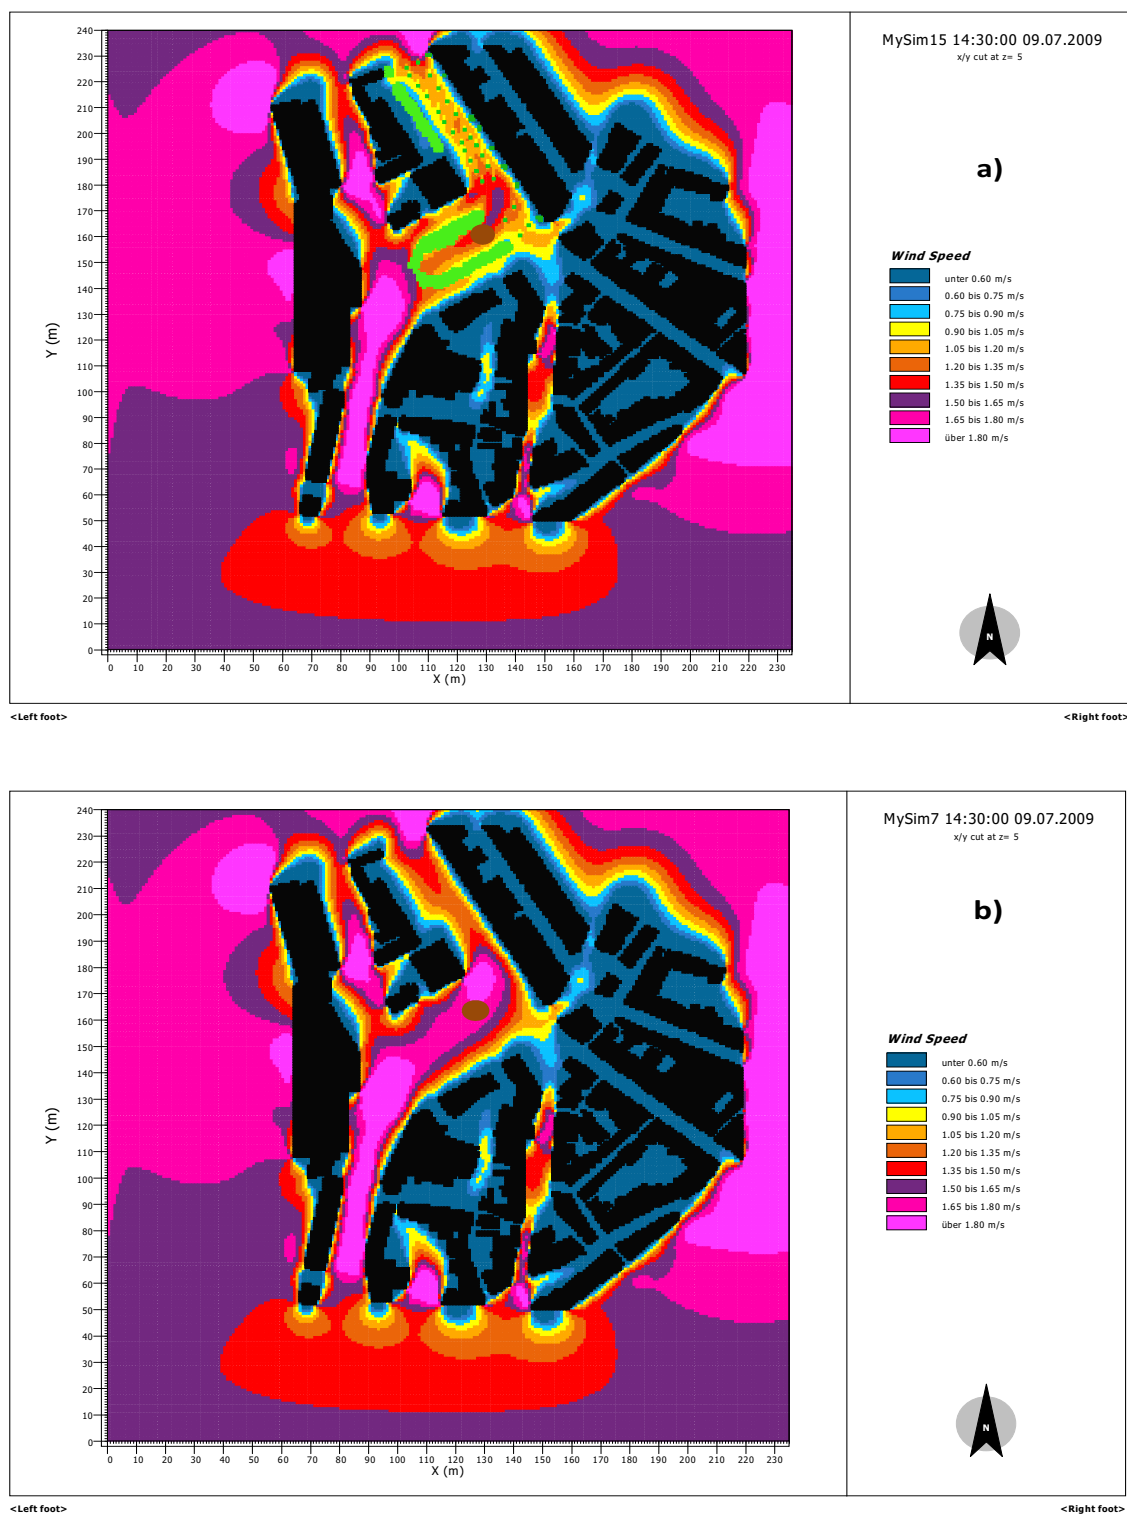 MySim15 14:30:00 09.07.2009
x/y cut at z= 5
a)
Wind Speed
unter 0.60 m/s
0.60 bis 0.75 m/s
0.75 bis 0.90 m/s
0.90 bis 1.05 m/s
1.05 bis 1.20 m/s
1.20 bis 1.35 m/s
1.35 bis 1.50 m/s
1.50 bis 1.65 m/s
1.65 bis 1.80 m/s
über 1.80 m/s
N
240
230
220
210
200
190
180
170
160
150
140
130
120
110
100
90
80
70
60
50
40
30
20
10
0
Y (m)
0 10 20 30 40 50 60 70 80 90 100 110 120 130 140 150 160 170 180 190 200 210 220 230
X (m)
<Left foot> <Right foot>
MySim7 14:30:00 09.07.2009
x/y cut at z= 5
b)
Wind Speed
unter 0.60 m/s
0.60 bis 0.75 m/s
0.75 bis 0.90 m/s
0.90 bis 1.05 m/s
1.05 bis 1.20 m/s
1.20 bis 1.35 m/s
1.35 bis 1.50 m/s
1.50 bis 1.65 m/s
1.65 bis 1.80 m/s
über 1.80 m/s
N
240
230
220
210
200
190
180
170
160
150
140
130
120
110
100
90
80
70
60
50
40
30
20
10
0
Y (m)
0 10 20 30 40 50 60 70 80 90 100 110 120 130 140 150 160 170 180 190 200 210 220 230
X (m)
<Left foot> <Right foot>